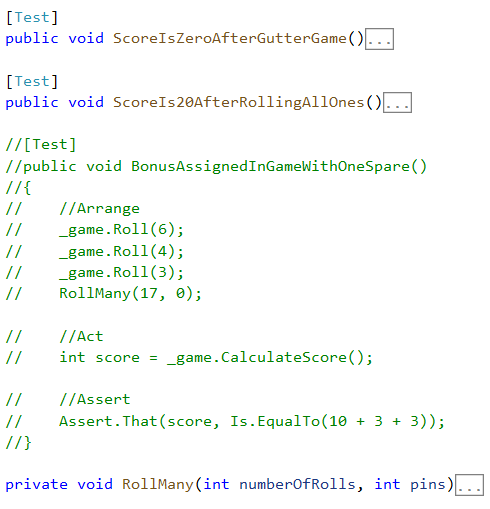 [Test]
public void ScoreIsZeroAfterGutterGame()...
[Test]
public void ScoreIs20AfterRollingAllOnes()...
//[Test]
//public void BonusAssignedInGameWithOneSpare()
//{
//    //Arrange
//    _game.Roll(6);
//    _game.Roll(4);
//    _game.Roll(3);
//    RollMany(17, 0);
//    //Act
//    int score = _game.CalculateScore();
//    //Assert
//    Assert.That(score, Is.EqualTo(10 + 3 + 3));
//}
private void RollMany(int numberOfRolls, int pins)...